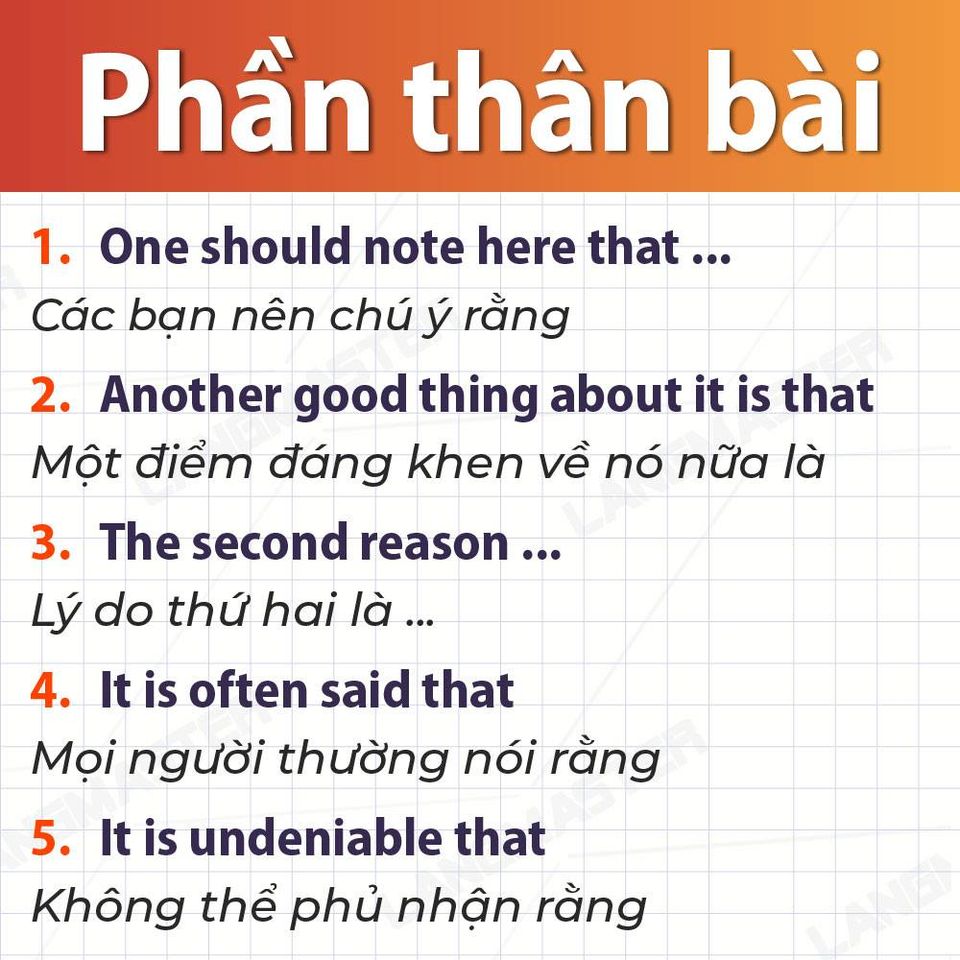 Phần thân bài
1. One should note here that ...
Các bạn nên chú ý rằng
2. Another good thing about it is that
Một điểm đáng khen về nó nữa là
3. The second reason ...
Lý do thứ hai là ...
4. It is often said that
Mọi người thường nói rằng
5. It is undeniable that
Không thể phủ nhận rằng
LANGMASTER
LANGMASTER
LANGMASTER
LANGMASTER